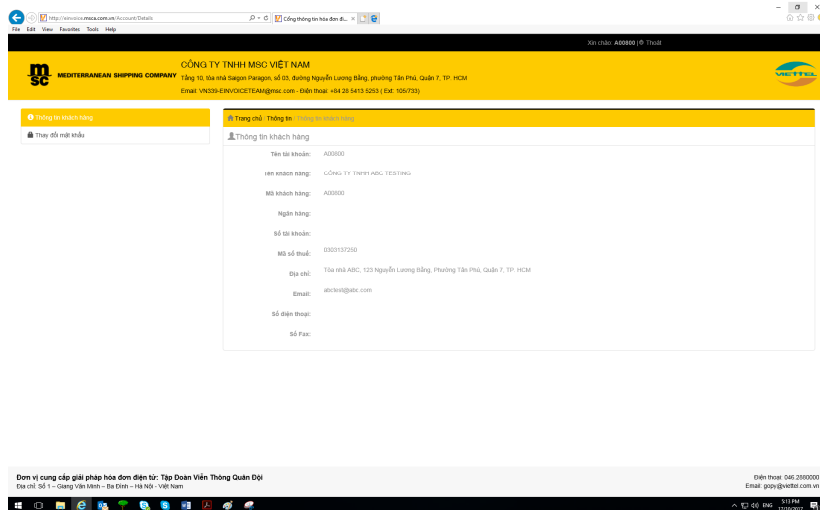 http://einvoice.msca.com.vn/Account/Details
Cổng thông tin hóa đơn đi...
File Edit View Favorites Tools Help
Xin chào: A00800 | Thoát
MSC
MEDITERRANEAN SHIPPING COMPANY
CÔNG TY TNHH MSC VIỆT NAM
Tầng 10, tòa nhà Saigon Paragon, số 03, đường Nguyễn Lương Bằng, phường Tân Phú, Quận 7, TP. HCM
Email: VN339-EINVOICETEAM@msc.com - Điện thoại: +84 28 5413 5253 ( Ext: 105/733)
VIETTEL
Thông tin khách hàng
Thay đổi mật khẩu
Trang chủ / Thông tin / Thông tin khách hàng
Thông tin khách hàng
Tên tài khoản: A00800
Tên khách hàng: CÔNG TY TNHH ABC TESTING
Mã khách hàng: A00800
Ngân hàng:
Số tài khoản:
Mã số thuế: 0303157250
Địa chỉ: Tòa nhà ABC, 123 Nguyễn Lương Bằng, Phường Tân Phú, Quận 7, TP. HCM
Email: abctest@abc.com
Số điện thoại:
Số Fax:
Đơn vị cung cấp giải pháp hóa đơn điện tử: Tập Đoàn Viễn Thông Quân Đội
Địa chỉ: Số 1 – Giang Văn Minh – Ba Đình – Hà Nội - Việt Nam
Điện thoại: 046.2660000
Email: gopy@viettel.com.vn
ENG
5:13 PM
17/10/2017